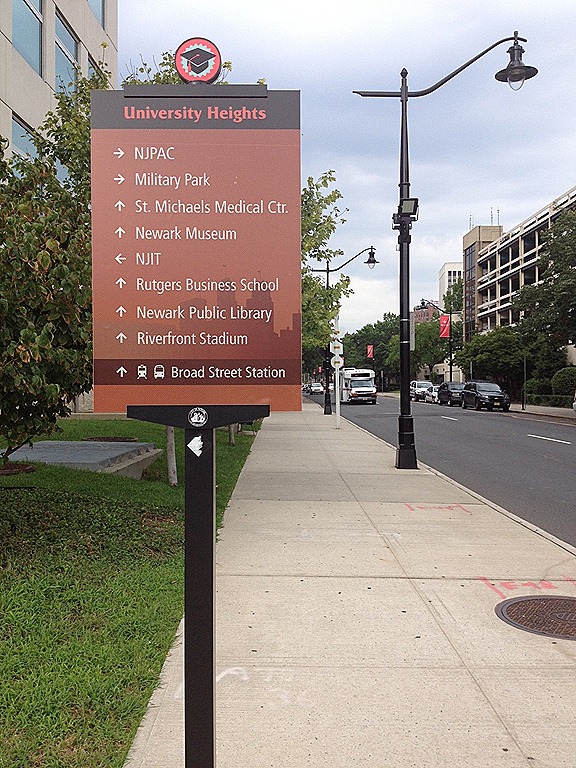 University Heights
→ NJPAC
→ Military Park
↑ St. Michaels Medical Ctr.
↑ Newark Museum
← NJIT
↑ Rutgers Business School
↑ Newark Public Library
↑ Riverfront Stadium
↑ Broad Street Station